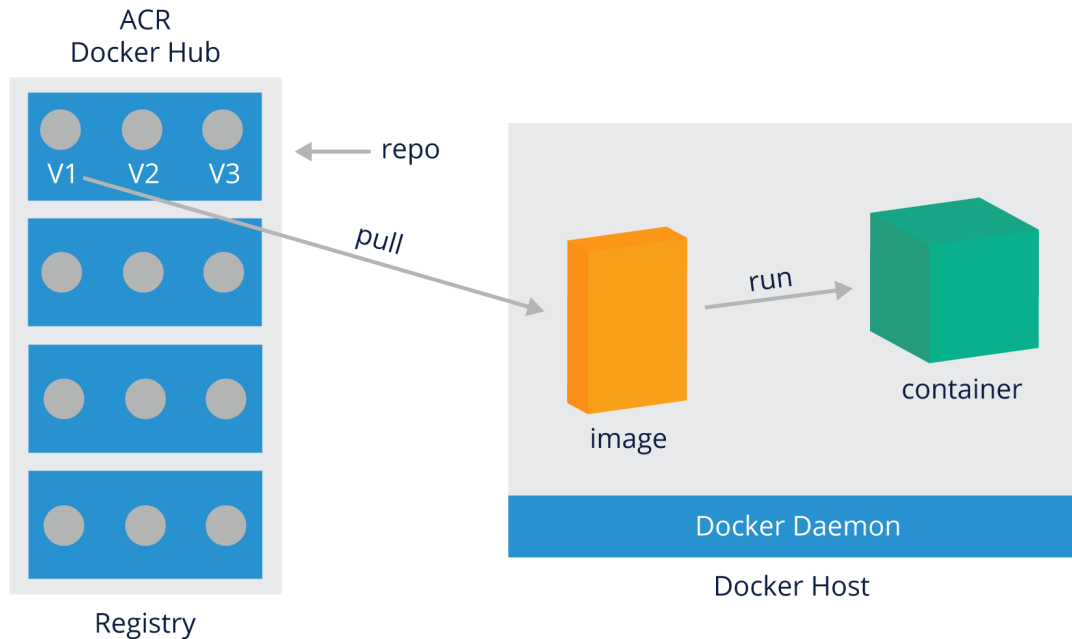 ACR
Docker Hub
V1 V2 V3
repo
pull
run
container
image
Docker Daemon
Docker Host
Registry